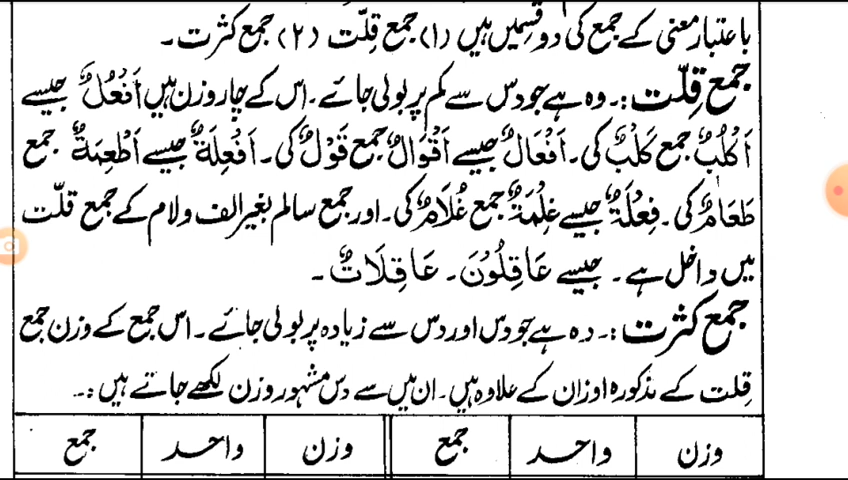 باعتبار معنی کے جمع کی دو قسمیں ہیں (۱) جمع قِلّت (۲) جمع کثرت ۔
جمع قِلّت :۔ وہ ہے جو دس سے کم پر بولی جائے ۔ اس کے چار وزن ہیں اَفْعُلٌ جیسے
اَکْلُبٌ جمع کَلْبٌ کی ۔ اَفْعَالٌ جیسے اَقْوَالٌ جمع قَوْلٌ کی ۔ اَفْعِلَةٌ جیسے اَطْعِمَةٌ جمع
طَعَامٌ کی ۔ فِعْلَةٌ جیسے غِلْمَةٌ جمع غُلَامٌ کی ۔ اور جمع سالم بغیر الف ولام کے جمع قلّت
میں داخل ہے ۔ جیسے عَاقِلُوْنَ ۔ عَاقِلَاتٌ ۔
جمع کثرت :۔ وہ ہے جو دس اور دس سے زیادہ پر بولی جائے ۔ اس جمع کے وزن جمع
قِلت کے مذکورہ اوزان کے علاوہ ہیں ۔ ان میں سے دس مشہور وزن لکھے جاتے ہیں :۔
وزن واحد جمع وزن واحد جمع